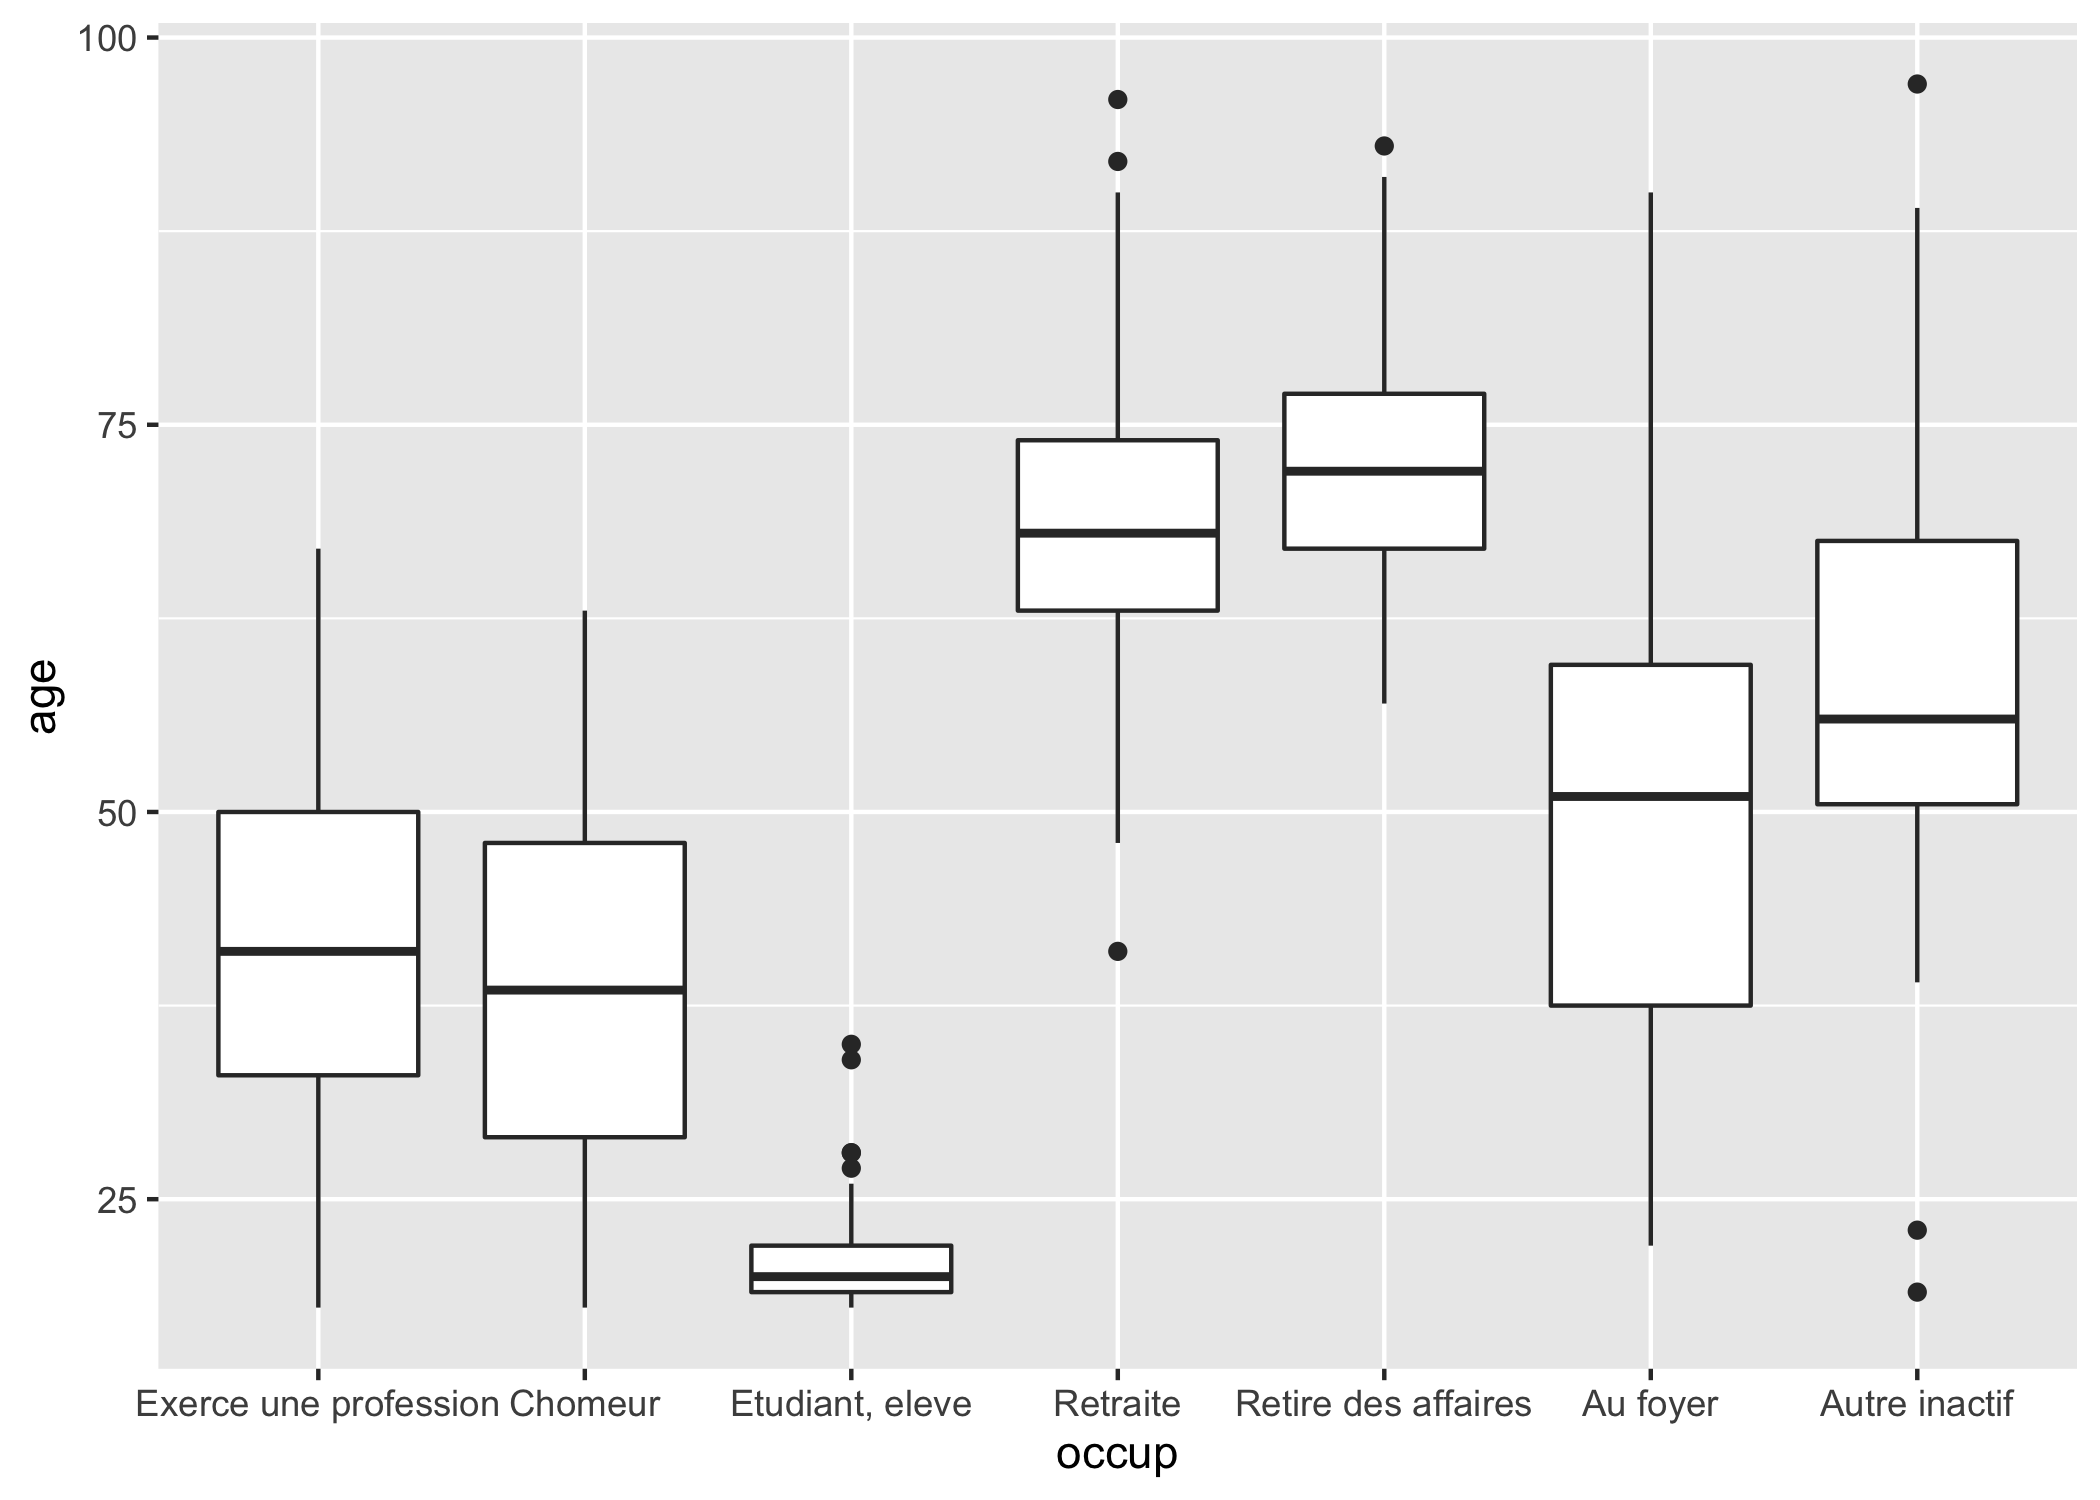 100
75
50
25
age
Exerce une profession Chomeur Etudiant, eleve Retraite Retire des affaires Au foyer Autre inactif
occup